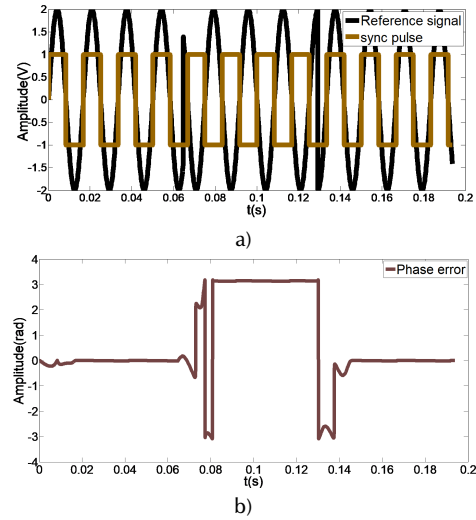 Reference signal
sync pulse
Amplitude(V)
2
1.5
1
0.5
0
-0.5
-1
-1.5
-2
0 0.02 0.04 0.06 0.08 0.1 0.12 0.14 0.16 0.18 0.2
t(s)
a)
Phase error
Amplitude(rad)
4
3
2
1
0
-1
-2
-3
-4
0 0.02 0.04 0.06 0.08 0.1 0.12 0.14 0.16 0.18 0.2
t(s)
b)